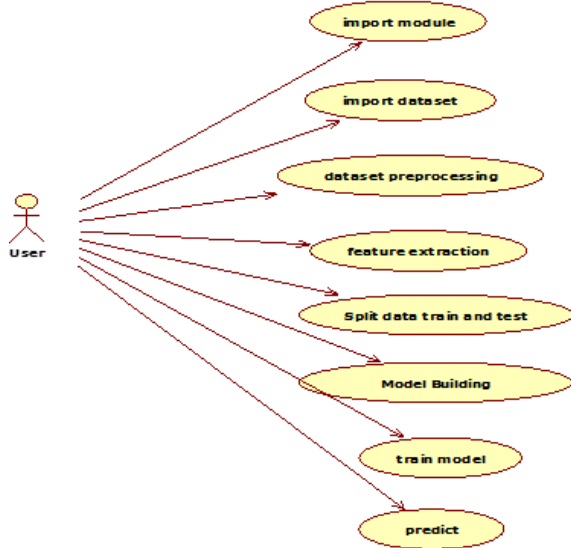 import module
import dataset
dataset preprocessing
User
feature extraction
Split data train and test
Model Building
train model
predict